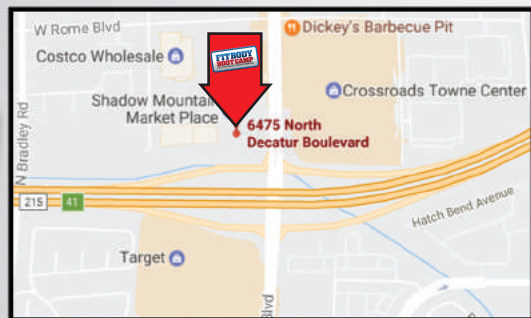 W Rome Blvd
Dickey's Barbecue Pit
Costco Wholesale
FIT BODY
BOOT CAMP
Crossroads Towne Center
Shadow Mountain
Market Place
6475 North
Decatur Boulevard
N Bradley Rd
215
41
Hatch Bend Avenue
Target
Blvd